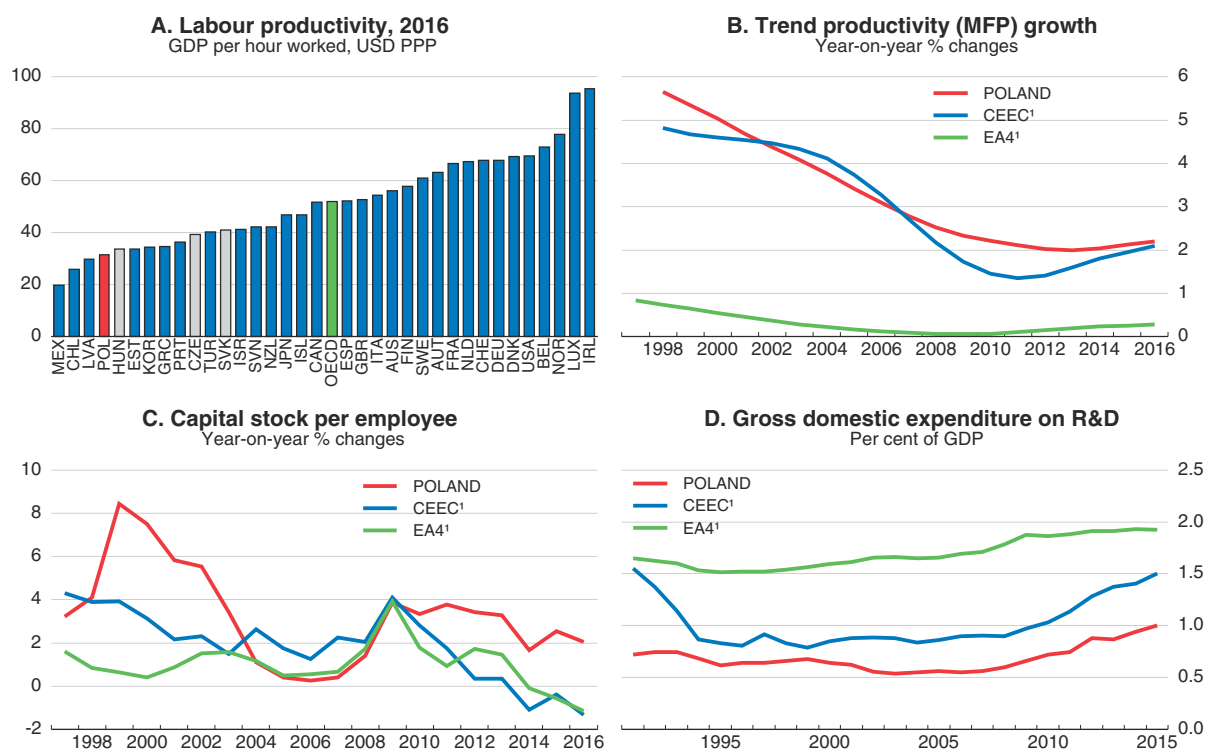 A. Labour productivity, 2016
GDP per hour worked, USD PPP
100
80
60
40
20
0
MEX
CHL
LVA
POL
HUN
EST
KOR
GRC
PRT
CZE
TUR
SVK
ISR
SVN
NZL
JPN
ISL
CAN
OECD
ESP
GBR
ITA
AUS
FIN
SWE
AUT
FRA
NLD
CHE
DEU
DNK
USA
BEL
NOR
LUX
IRL
B. Trend productivity (MFP) growth
Year-on-year % changes
POLAND
CEEC¹
EA4¹
6
5
4
3
2
1
0
1998 2000 2002 2004 2006 2008 2010 2012 2014 2016
C. Capital stock per employee
Year-on-year % changes
10
8
6
4
2
0
-2
POLAND
CEEC¹
EA4¹
1998 2000 2002 2004 2006 2008 2010 2012 2014 2016
D. Gross domestic expenditure on R&D
Per cent of GDP
POLAND
CEEC¹
EA4¹
2.5
2.0
1.5
1.0
0.5
0.0
1995 2000 2005 2010 2015